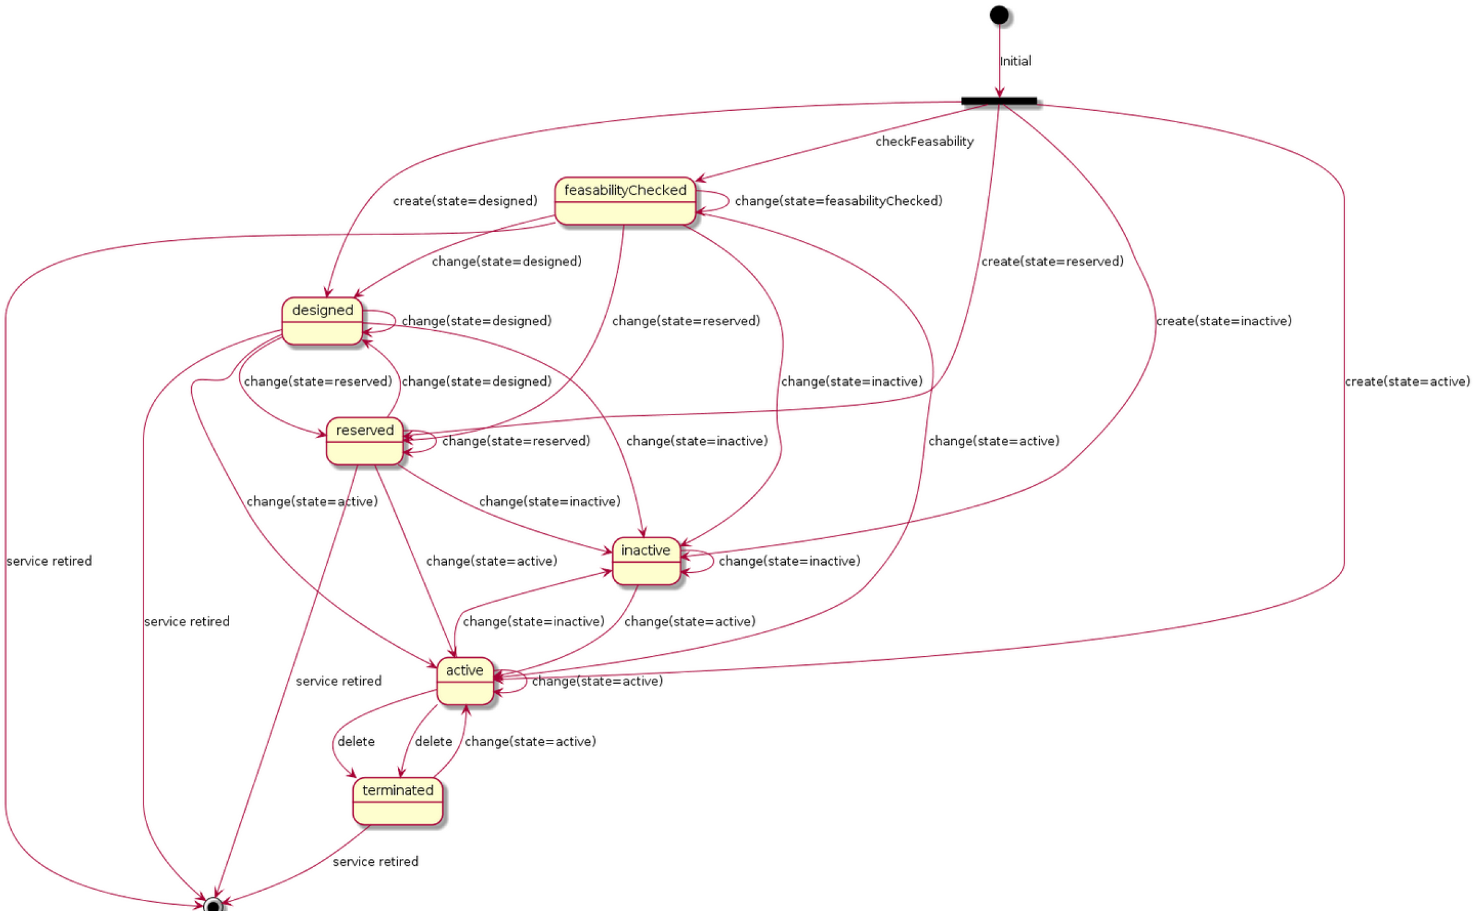 Initial
checkFeasability
feasabilityChecked
create(state=designed)
change(state=feasabilityChecked)
change(state=designed)
create(state=reserved)
designed
change(state=designed)
change(state=reserved)
create(state=inactive)
change(state=reserved)
change(state=designed)
change(state=inactive)
create(state=active)
reserved
change(state=reserved)
change(state=inactive)
change(state=active)
change(state=active)
change(state=inactive)
inactive
service retired
change(state=active)
change(state=inactive)
service retired
change(state=inactive)
change(state=active)
active
service retired
change(state=active)
delete
delete
change(state=active)
terminated
service retired